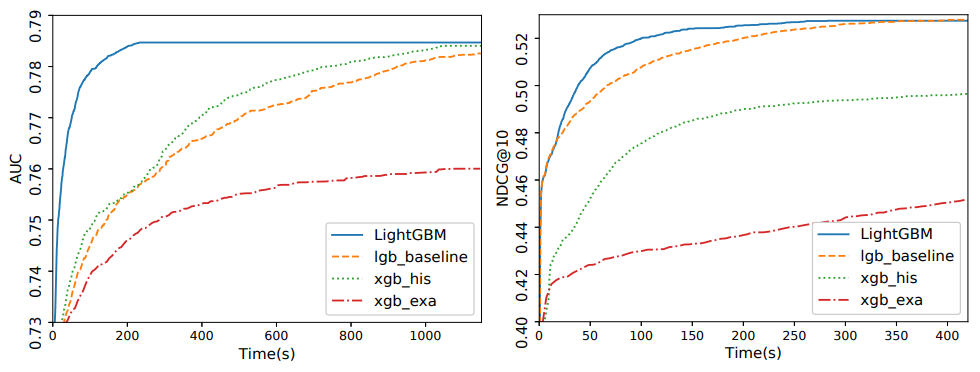 0.79
0.78
0.77
0.76
0.75
0.74
0.73
AUC
0 200 400 600 800 1000
Time(s)
LightGBM
lgb_baseline
xgb_his
xgb_exa
0.52
0.50
0.48
0.46
0.44
0.42
0.40
NDCG@10
0 50 100 150 200 250 300 350 400
Time(s)
LightGBM
lgb_baseline
xgb_his
xgb_exa